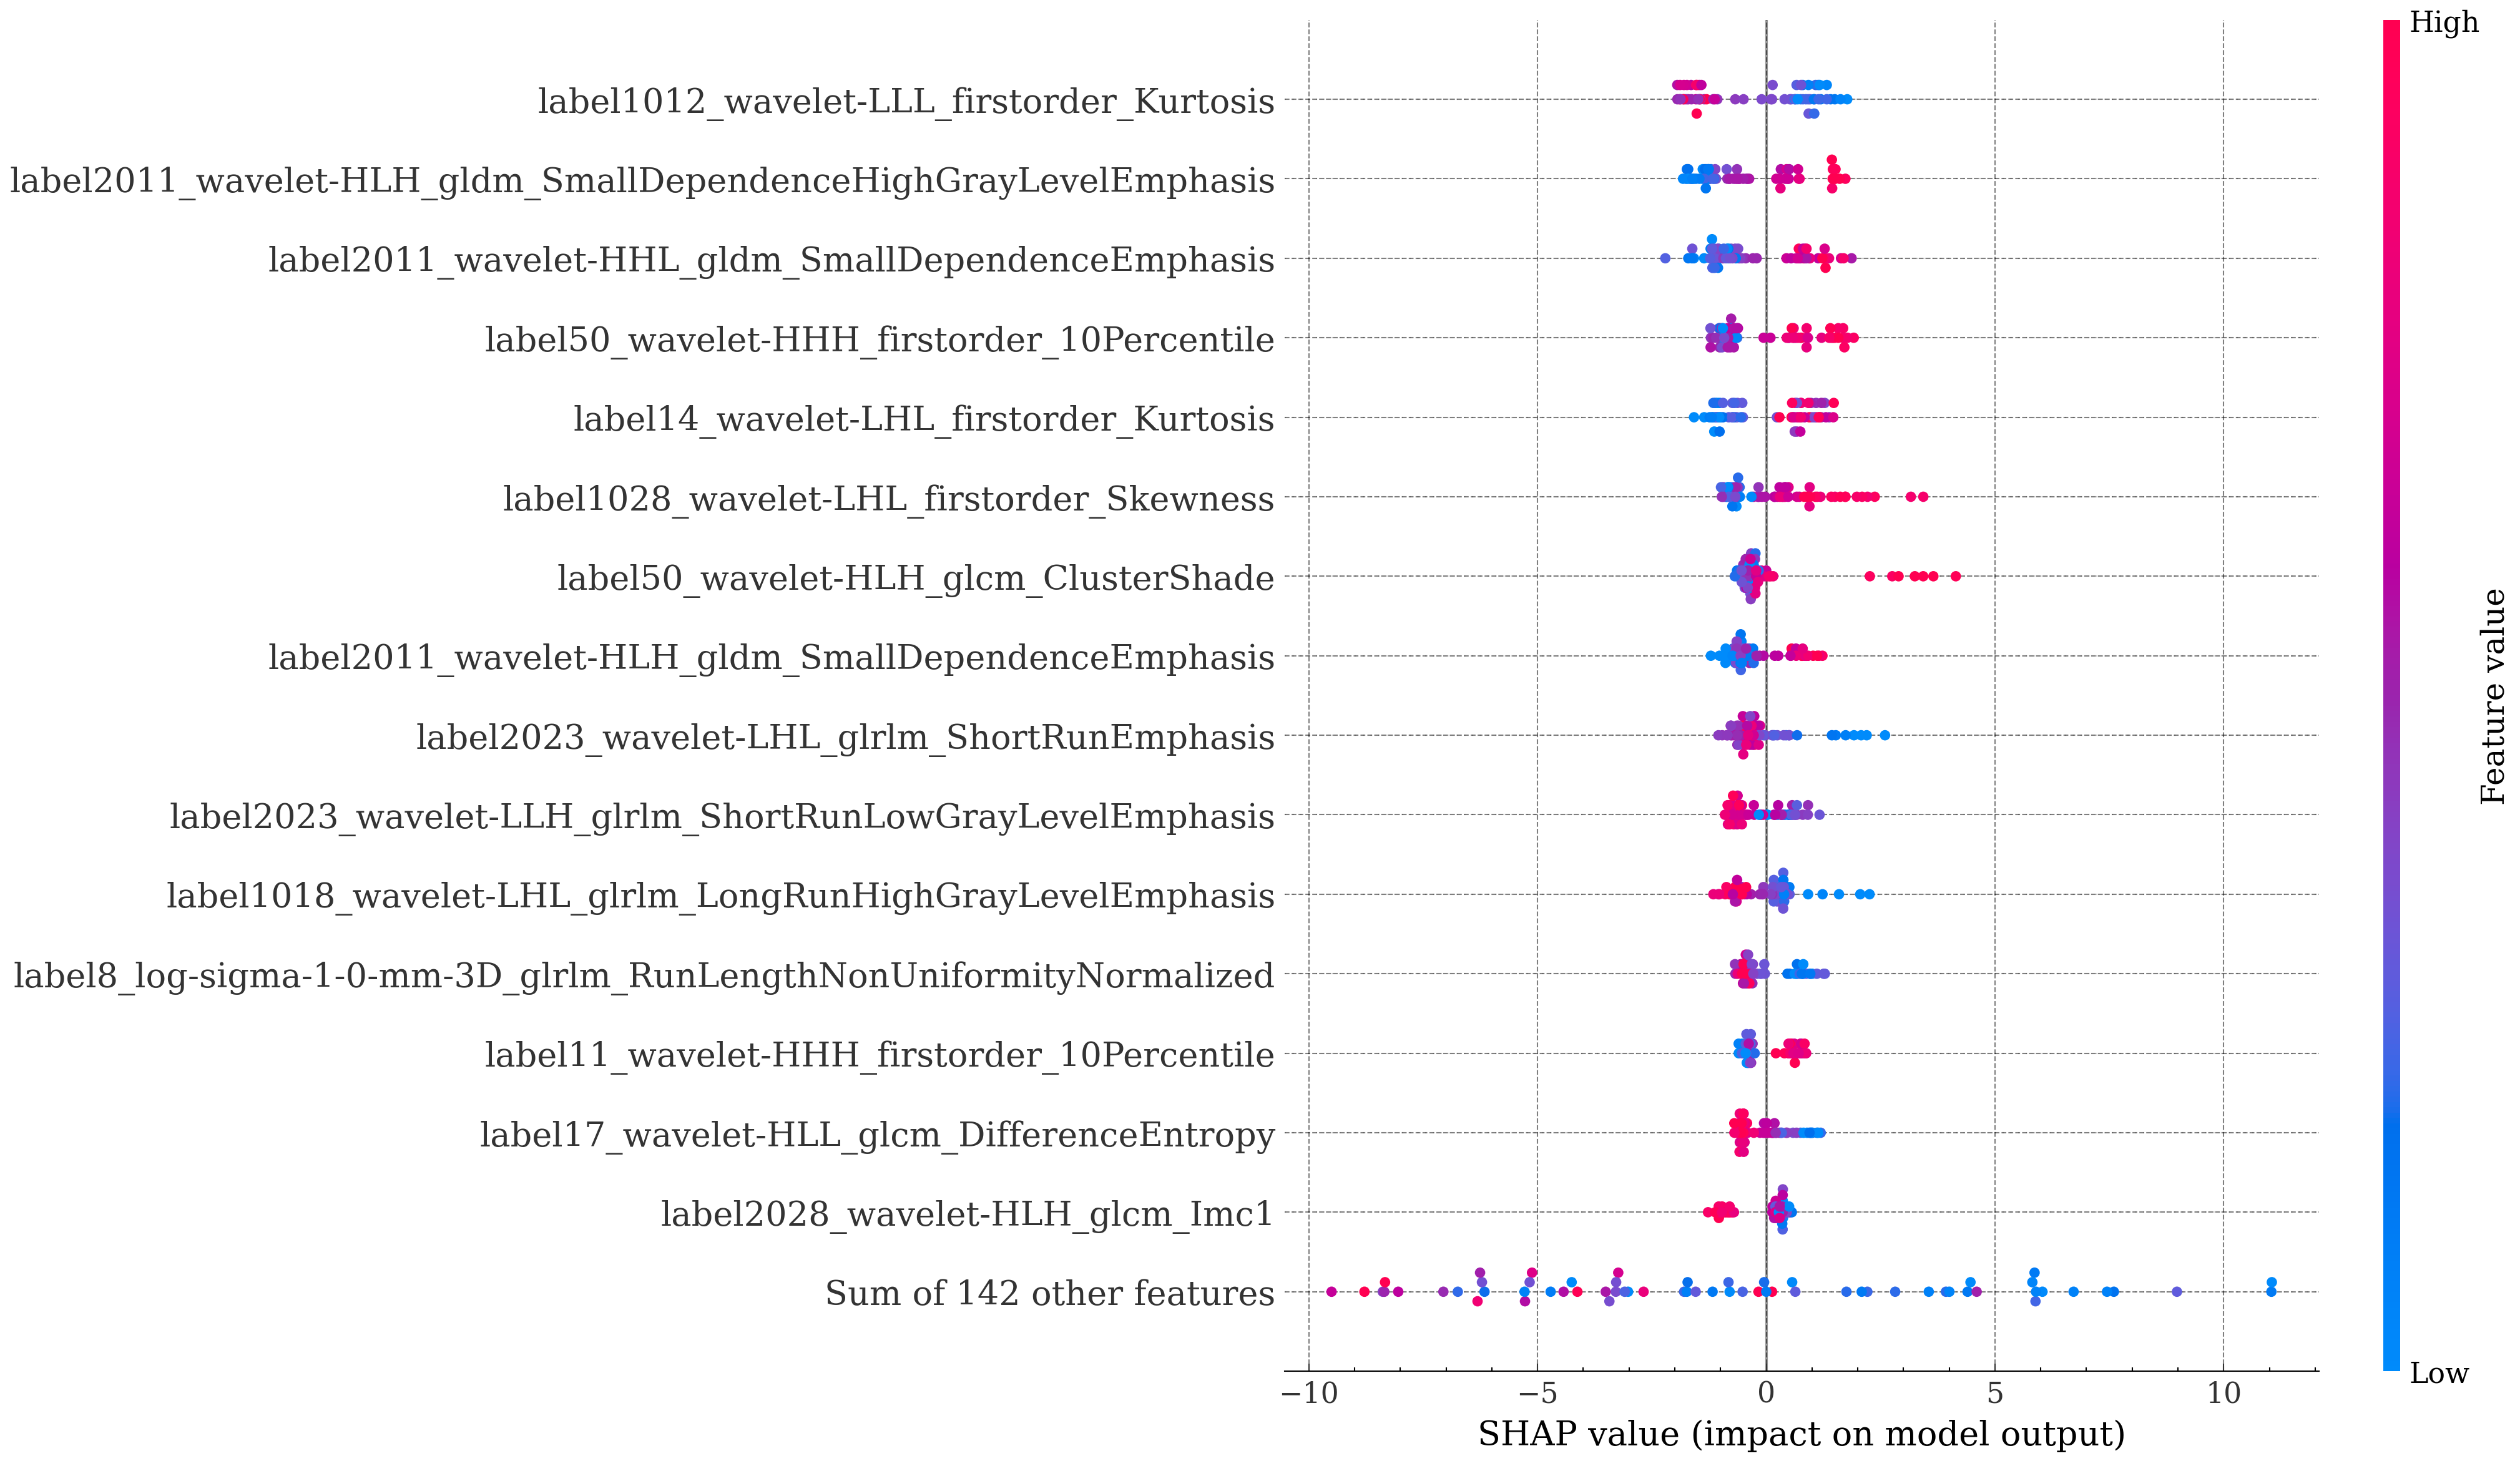 High
label1012_wavelet-LLL_firstorder_Kurtosis
label2011_wavelet-HLH_gldm_SmallDependenceHighGrayLevelEmphasis
label2011_wavelet-HHL_gldm_SmallDependenceEmphasis
label50_wavelet-HHH_firstorder_10Percentile
label14_wavelet-LHL_firstorder_Kurtosis
label1028_wavelet-LHL_firstorder_Skewness
label50_wavelet-HLH_glcm_ClusterShade
label2011_wavelet-HLH_gldm_SmallDependenceEmphasis
label2023_wavelet-LHL_glrlm_ShortRunEmphasis
label2023_wavelet-LLH_glrlm_ShortRunLowGrayLevelEmphasis
label1018_wavelet-LHL_glrlm_LongRunHighGrayLevelEmphasis
label8_log-sigma-1-0-mm-3D_glrlm_RunLengthNonUniformityNormalized
label11_wavelet-HHH_firstorder_10Percentile
label17_wavelet-HLL_glcm_DifferenceEntropy
label2028_wavelet-HLH_glcm_Imc1
Sum of 142 other features
Feature value
Low
−10 −5 0 5 10
SHAP value (impact on model output)